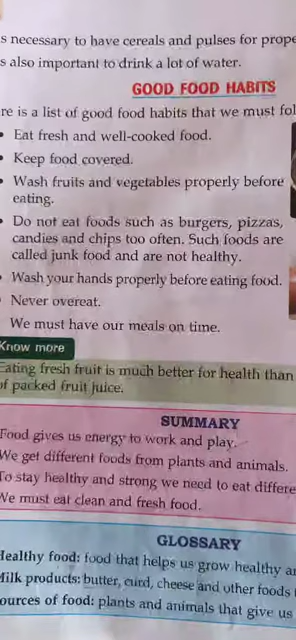 s necessary to have cereals and pulses for prope
s also important to drink a lot of water.
GOOD FOOD HABITS
re is a list of good food habits that we must fol
• Eat fresh and well-cooked food.
• Keep food covered.
• Wash fruits and vegetables properly before
eating.
• Do not eat foods such as burgers, pizzas,
candies and chips too often. Such foods are
called junk food and are not healthy.
• Wash your hands properly before eating food.
Never overeat.
We must have our meals on time.
Know more
Eating fresh fruit is much better for health than
of packed fruit juice.
SUMMARY
Food gives us energy to work and play.
We get different foods from plants and animals.
To stay healthy and strong we need to eat differe
We must eat clean and fresh food.
GLOSSARY
Healthy food: food that helps us grow healthy a
Milk products: butter, curd, cheese and other foods
ources of food: plants and animals that give us